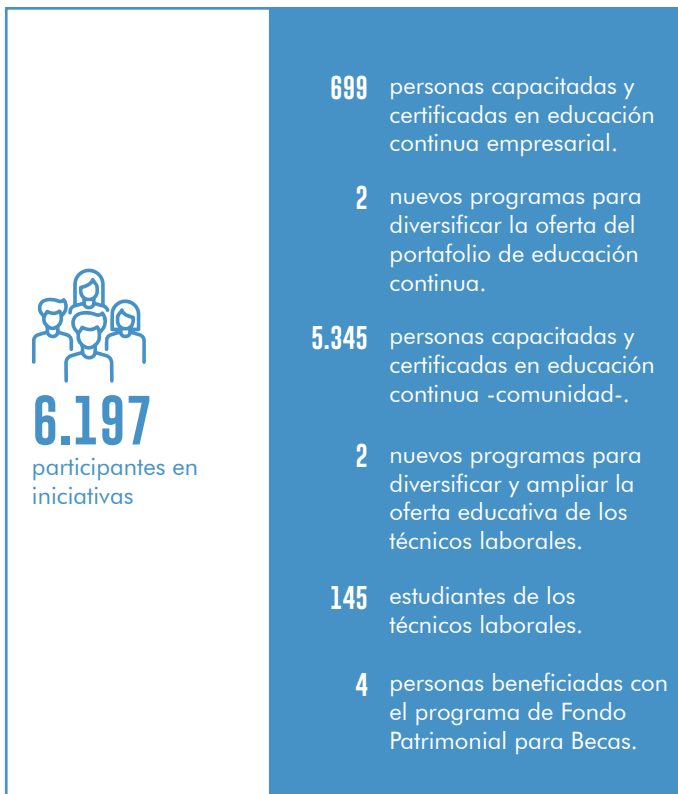 6.197
participantes en
iniciativas
699 personas capacitadas y
certificadas en educación
continua empresarial.
2 nuevos programas para
diversificar la oferta del
portafolio de educación
continua.
5.345 personas capacitadas y
certificadas en educación
continua -comunidad-.
2 nuevos programas para
diversificar y ampliar la
oferta educativa de los
técnicos laborales.
145 estudiantes de los
técnicos laborales.
4 personas beneficiadas con
el programa de Fondo
Patrimonial para Becas.